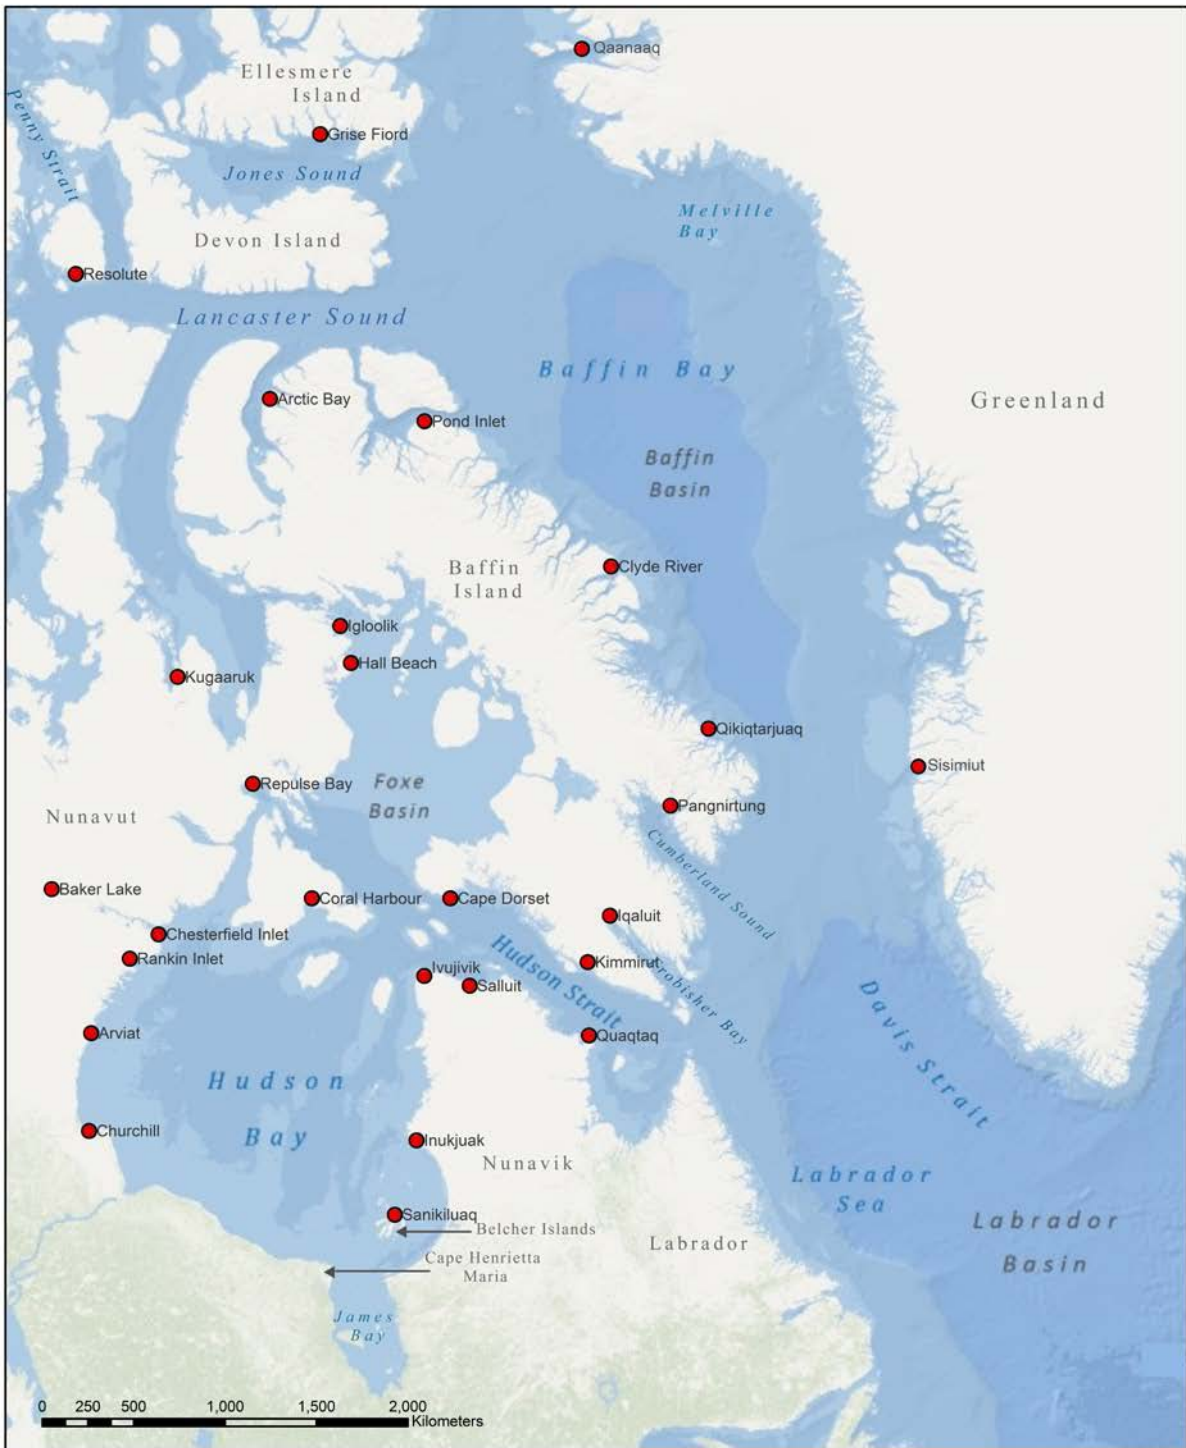 Qaanaaq
Ellesmere
Island
Penny Strait
Grise Fiord
Jones Sound
Melville
Bay
Devon Island
Resolute
Lancaster Sound
Baffin Bay
Arctic Bay
Greenland
Pond Inlet
Baffin
Basin
Clyde River
Baffin
Island
Igloolik
Hall Beach
Kugaaruk
Qikiqtarjuaq
Sisimiut
Repulse Bay
Foxe
Basin
Pangnirtung
Nunavut
Cumberland Sound
Baker Lake
Coral Harbour
Cape Dorset
Iqaluit
Chesterfield Inlet
Hudson Strait
Rankin Inlet
Kimmirut
Frobisher Bay
Ivujivik
Salluit
Davis Strait
Arviat
Quaqtaq
Hudson
Bay
Churchill
Inukjuak
Nunavik
Labrador
Sea
Sanikiluaq
Belcher Islands
Labrador
Basin
Labrador
Cape Henrietta
Maria
James
Bay
0 250 500 1,000 1,500 2,000
Kilometers